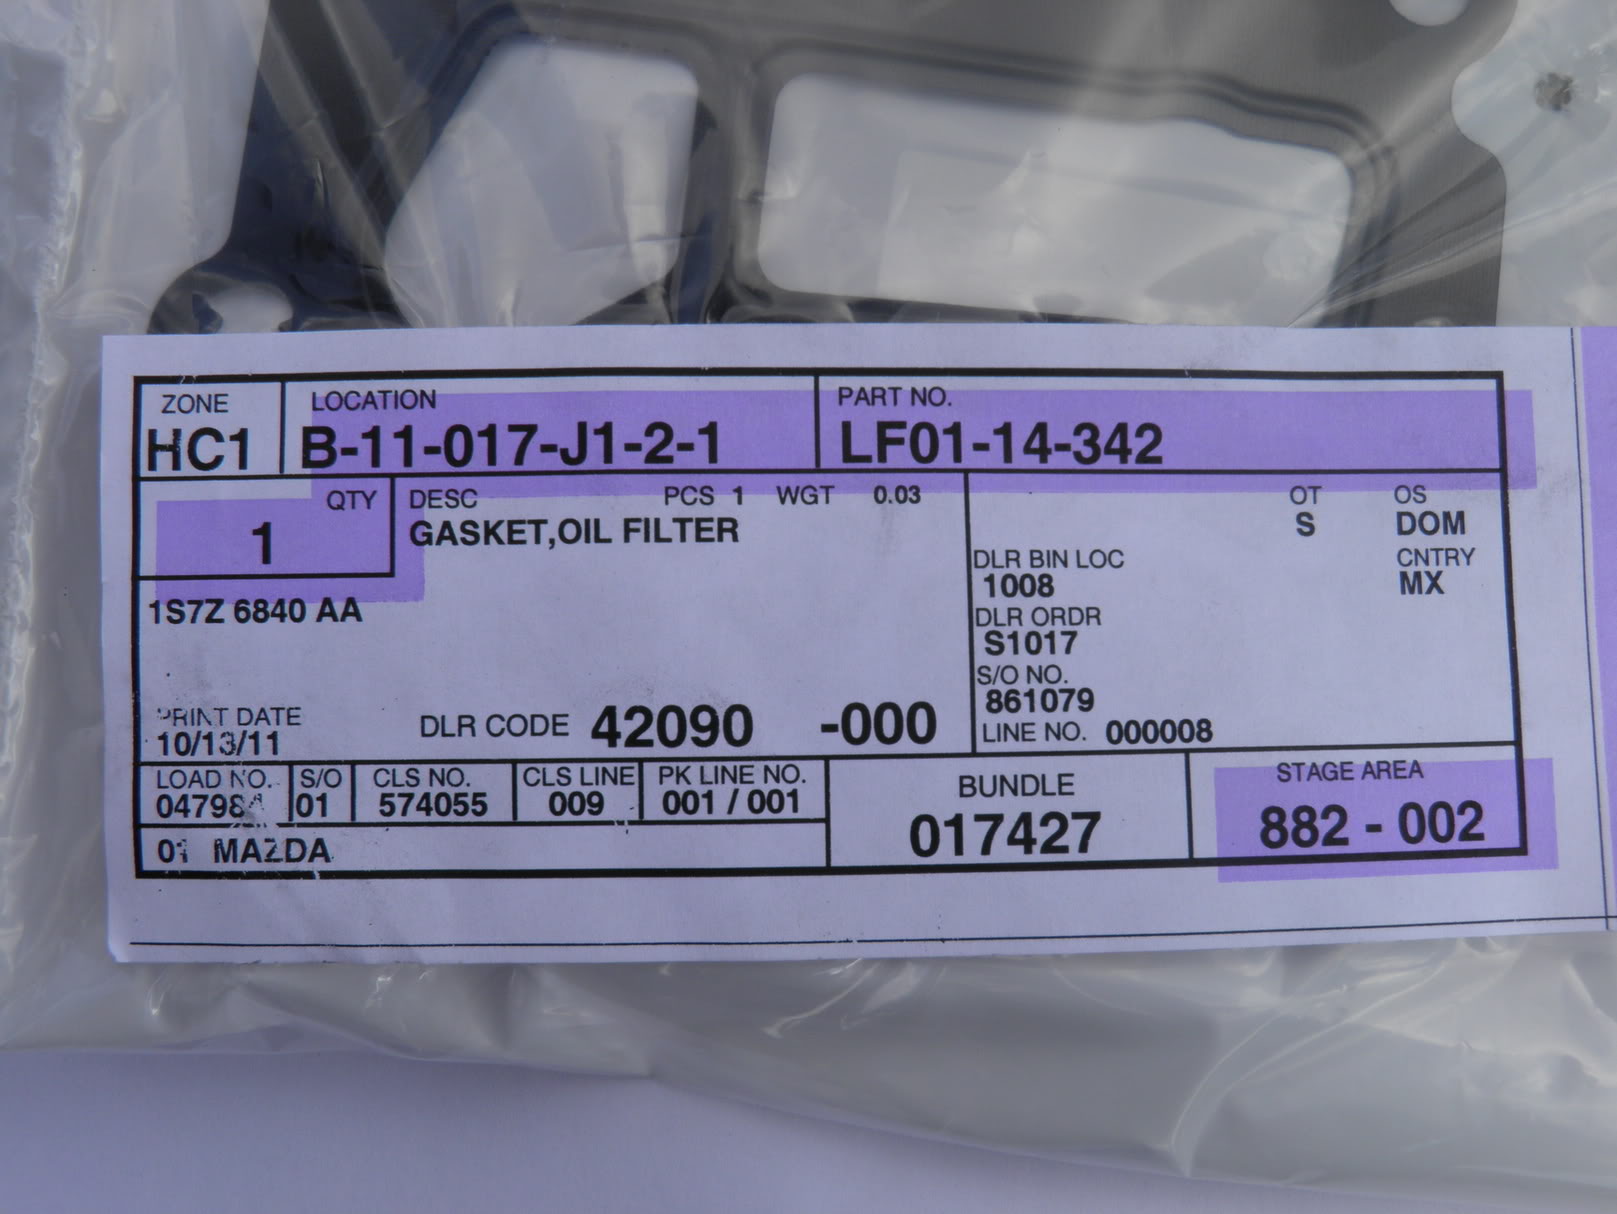 ZONE LOCATION PART NO.
HC1 B-11-017-J1-2-1 LF01-14-342
QTY DESC PCS 1 WGT 0.03 OT OS
1 GASKET,OIL FILTER S DOM
DLR BIN LOC CNTRY
1008 MX
1S7Z 6840 AA DLR ORDR
S1017
S/O NO.
861079
PRINT DATE DLR CODE 42090 -000 LINE NO. 000008
10/13/11
LOAD NO. S/O CLS NO. CLS LINE PK LINE NO. BUNDLE STAGE AREA
01 574055 009 001 / 001 017427 882 - 002
01 MAZDA